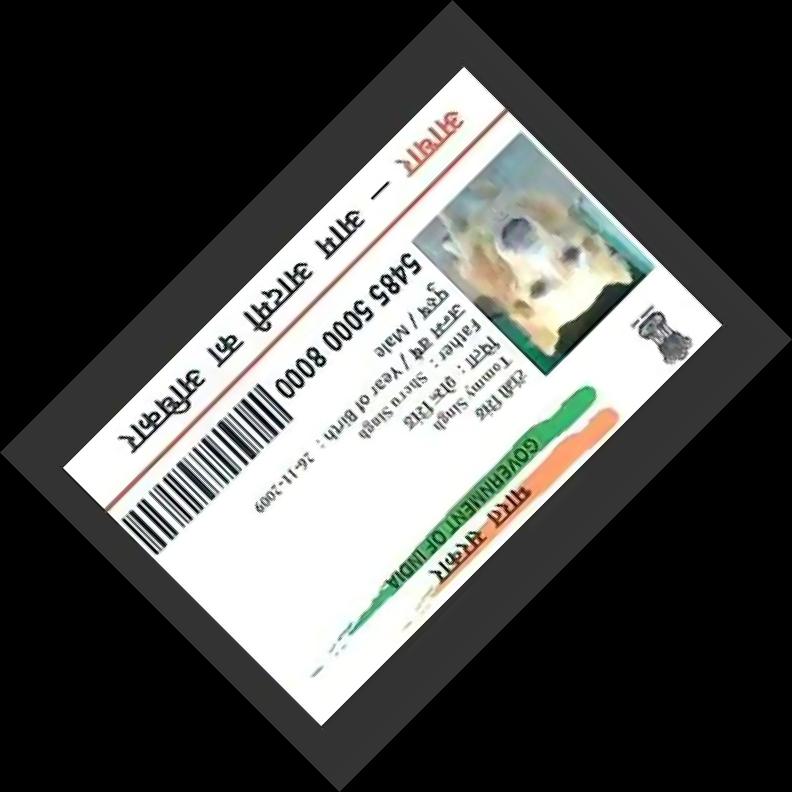 भारत सरकार
GOVERNMENT OF INDIA
टॉमी सिंह
Tommy Singh
पिता : शेरू सिंह
Father : Sheru Singh
जन्म वर्ष / Year of Birth : 26-11-2009
पुरुष / Male
5485 5000 8000
आधार — आम आदमी का अधिकार